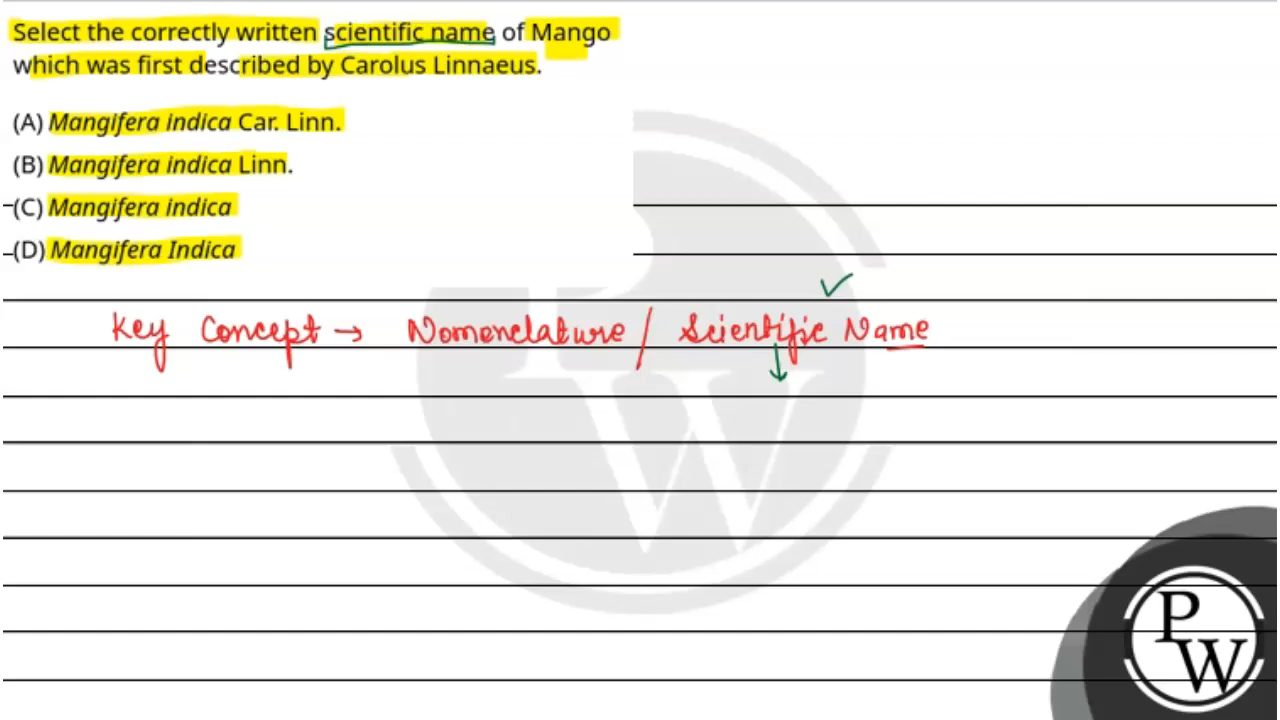 Select the correctly written scientific name of Mango
which was first described by Carolus Linnaeus.
(A) Mangifera indica Car. Linn.
(B) Mangifera indica Linn.
(C) Mangifera indica
(D) Mangifera Indica
Key Concept → Nomenclature / Scientific Name
P
W
P
W